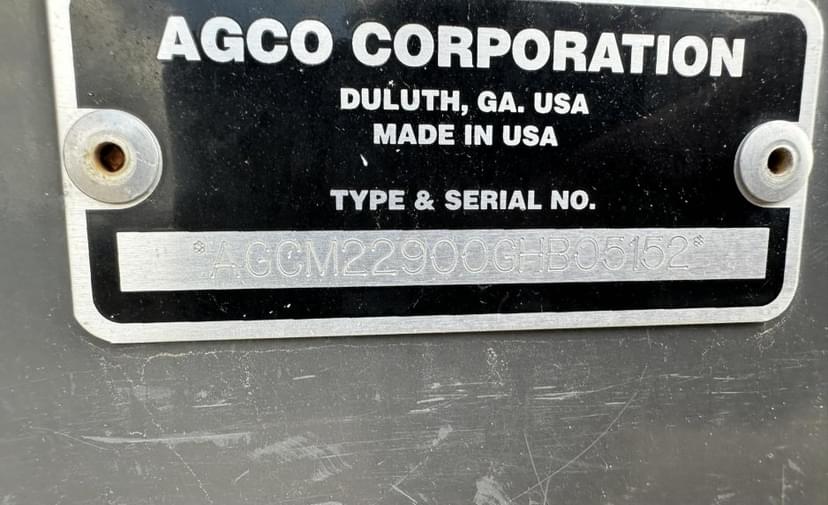 AGCO CORPORATION
DULUTH, GA. USA
MADE IN USA
TYPE & SERIAL NO.
*AGCM22900GHB05152*